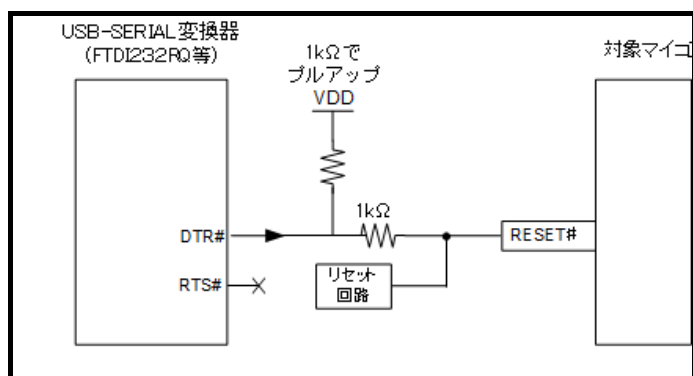 USB-SERIAL変換器
(FTDI232RQ等)
1kΩで
プルアップ
VDD
対象マイコ
DTR#
1kΩ
RESET#
RTS#
リセット
回路